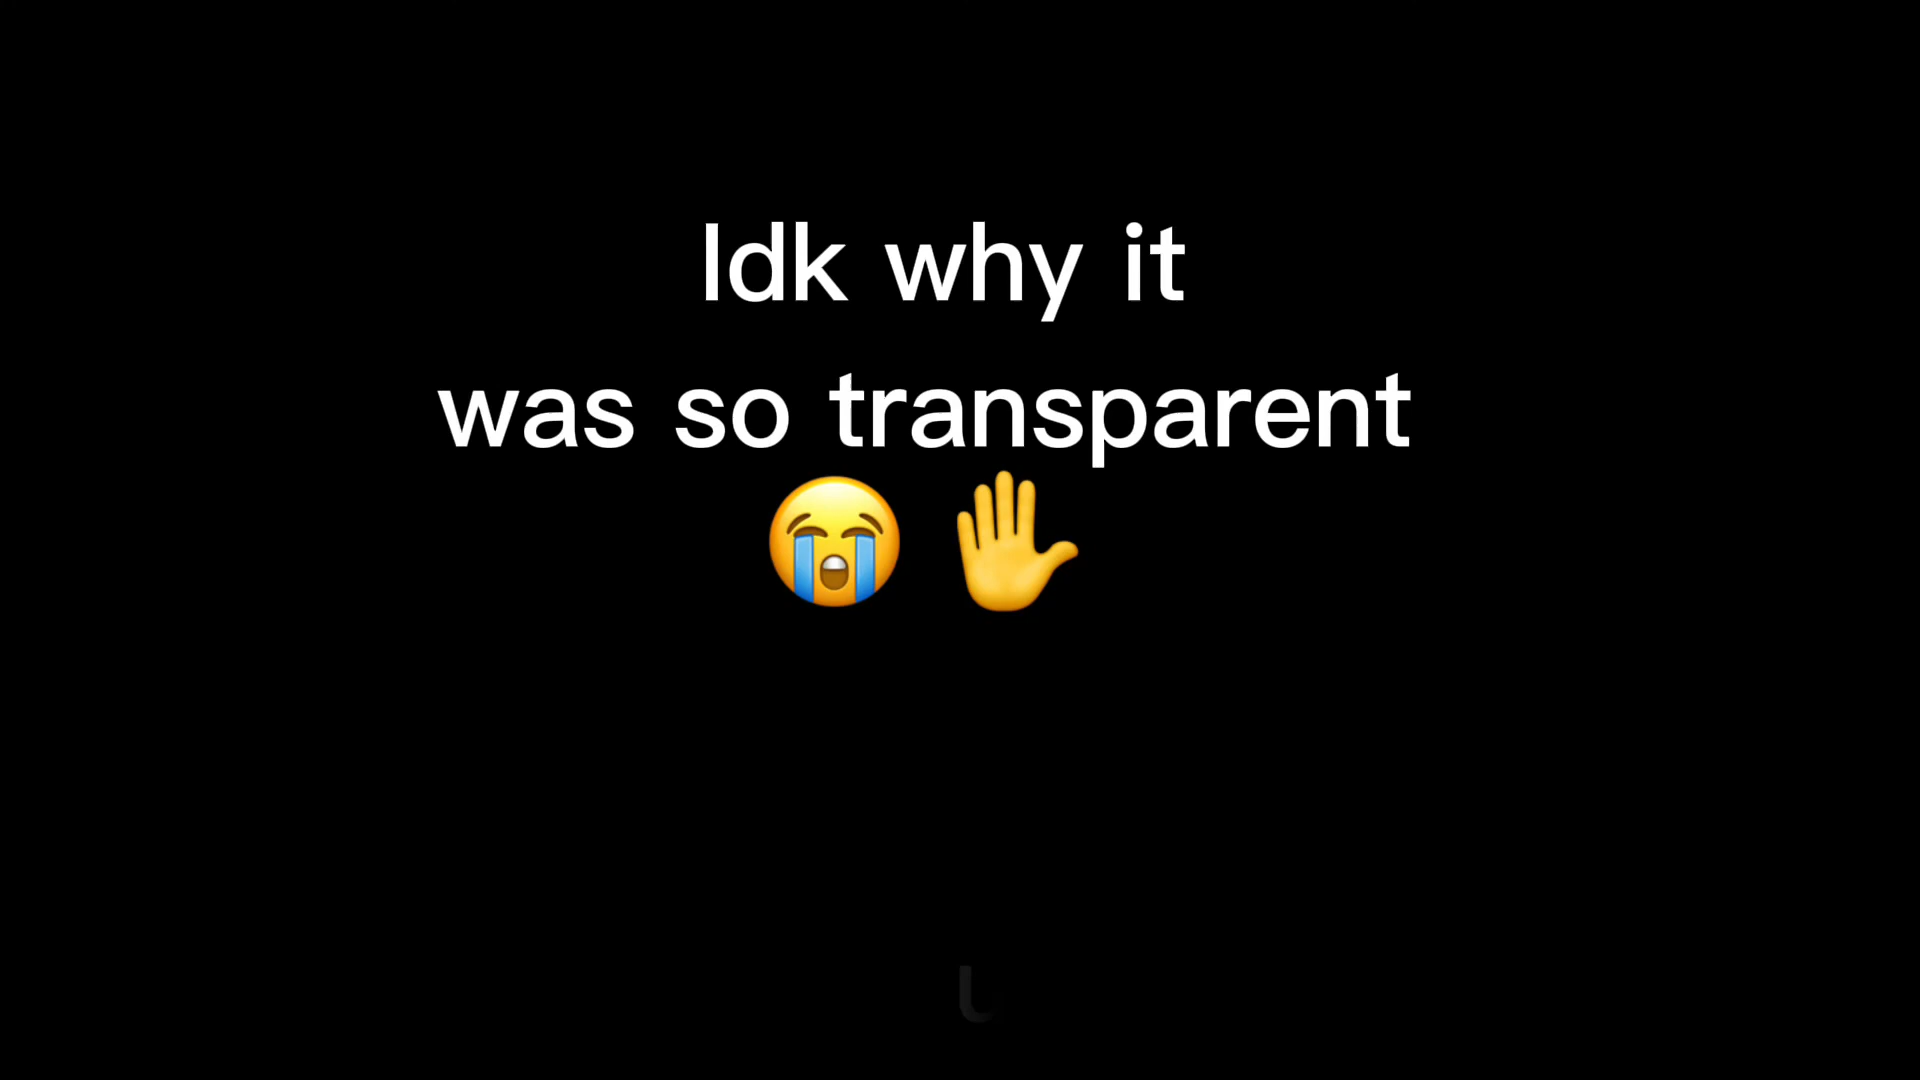 Idk why it
was so transparent
😭 ✋